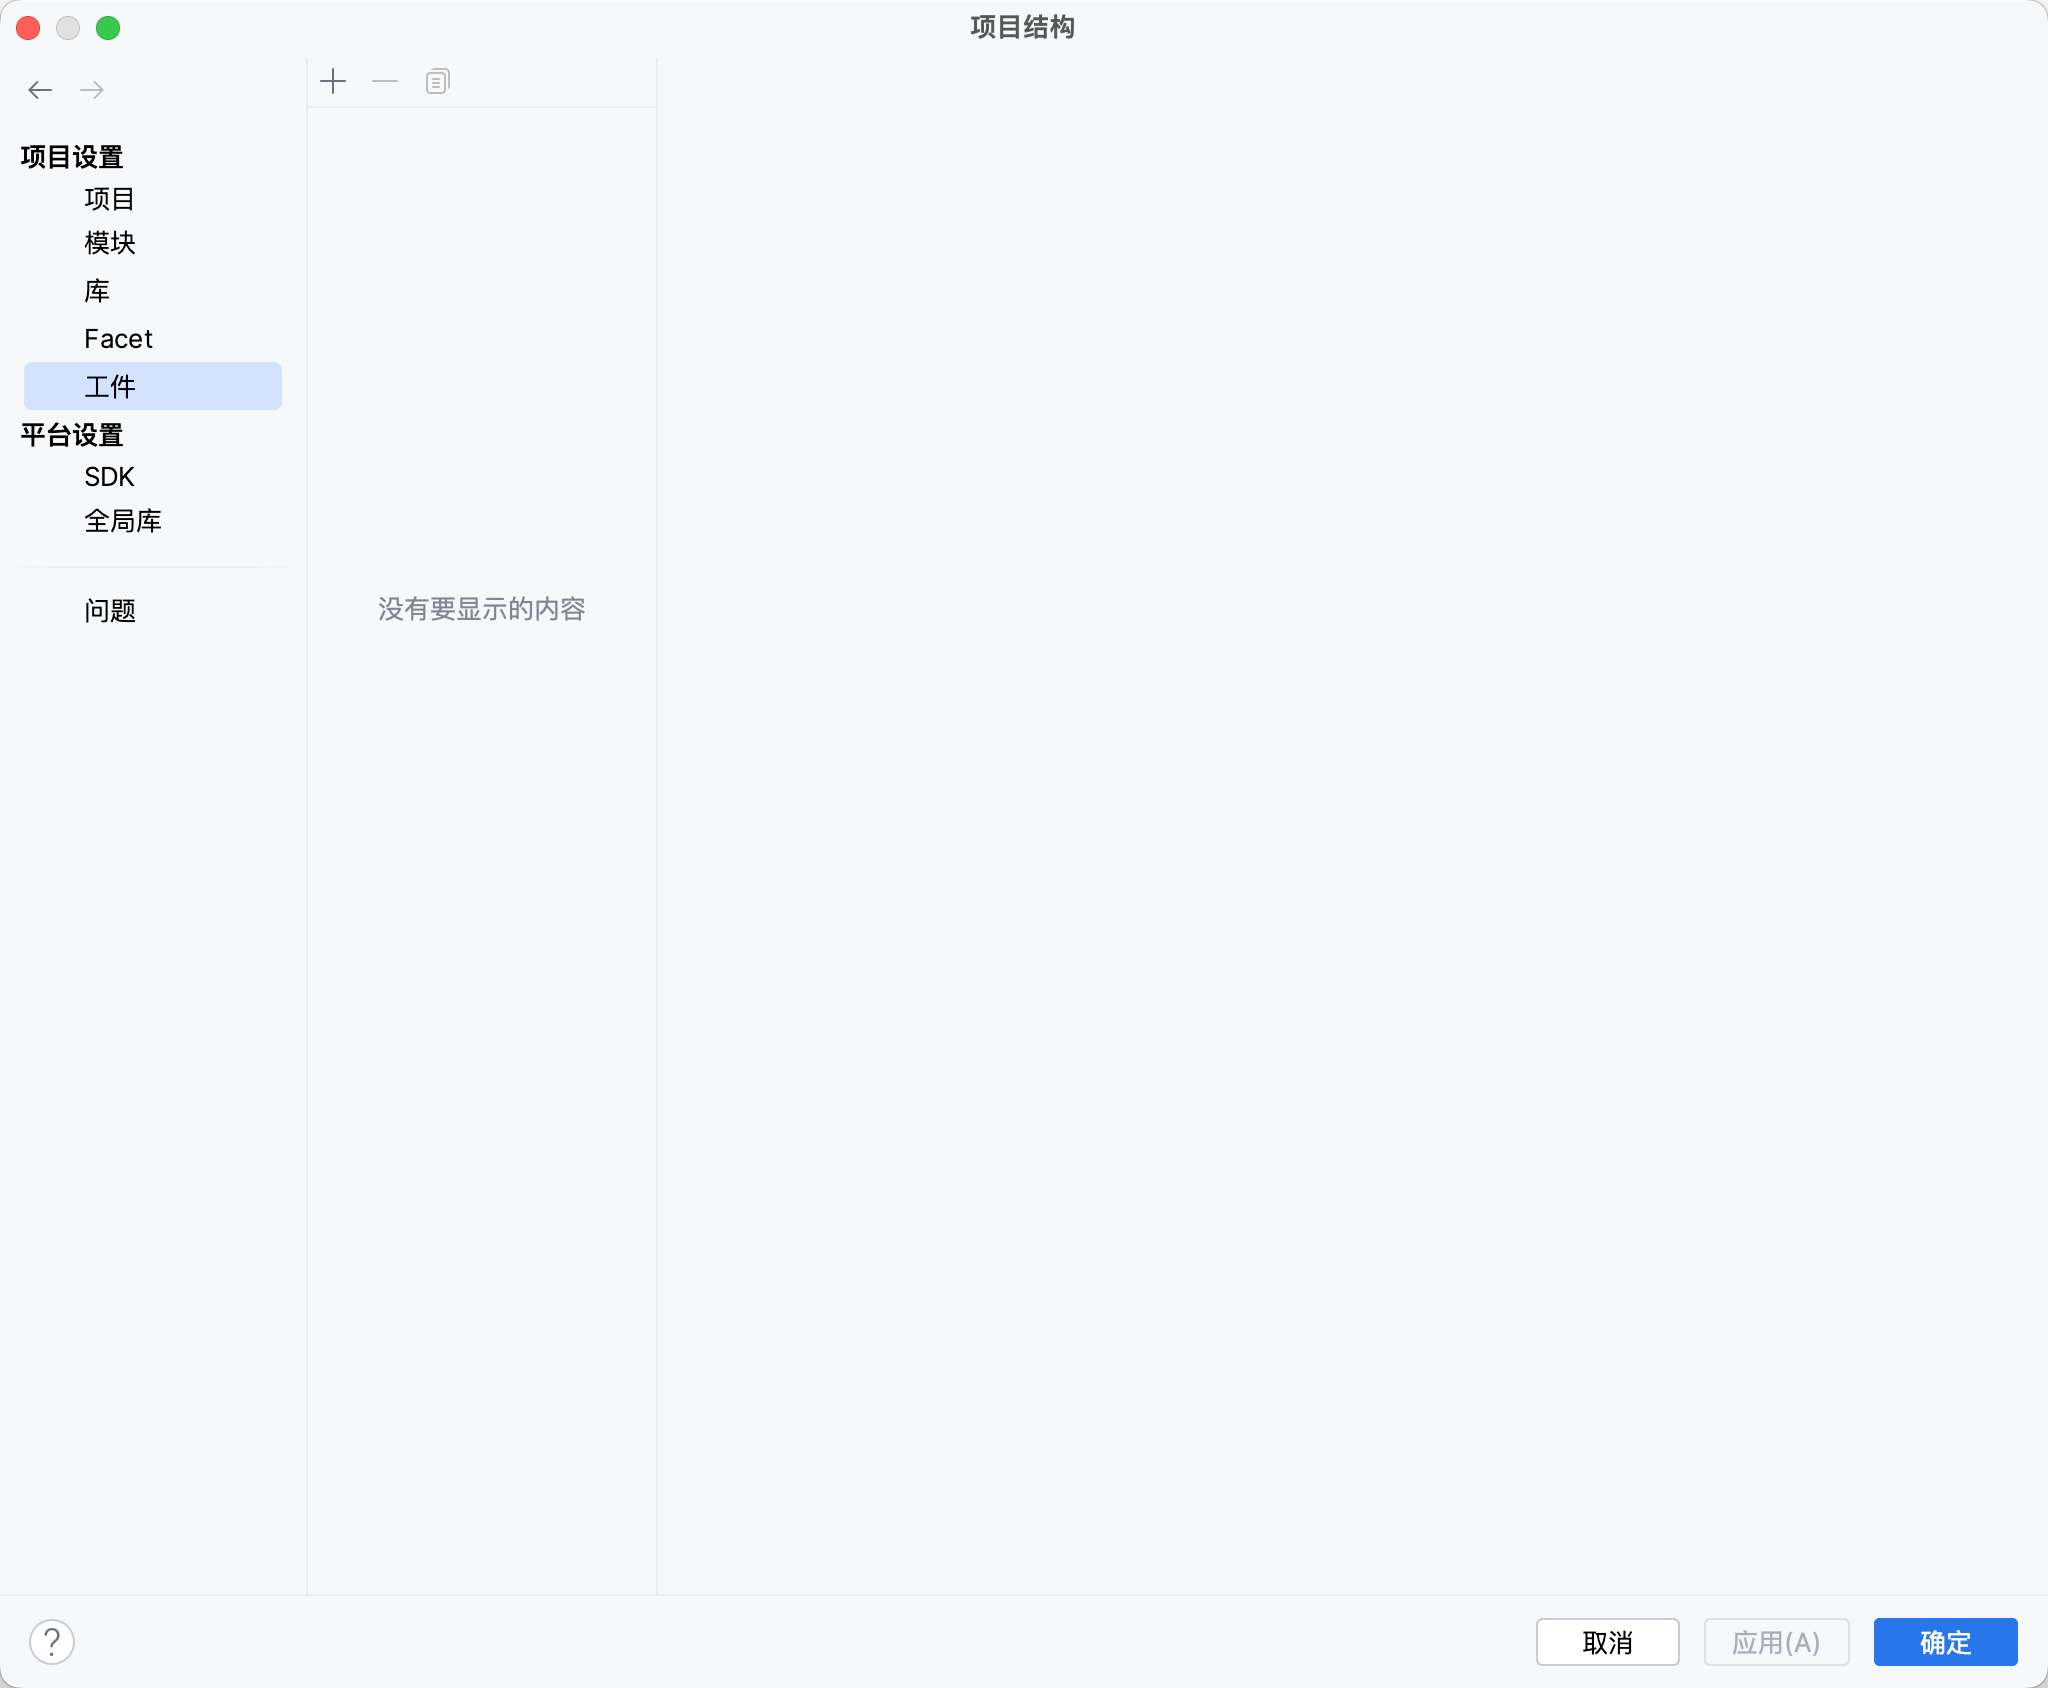 项目结构
项目设置
项目
模块
库
Facet
工件
平台设置
SDK
全局库
问题
没有要显示的内容
?
取消
应用(A)
确定